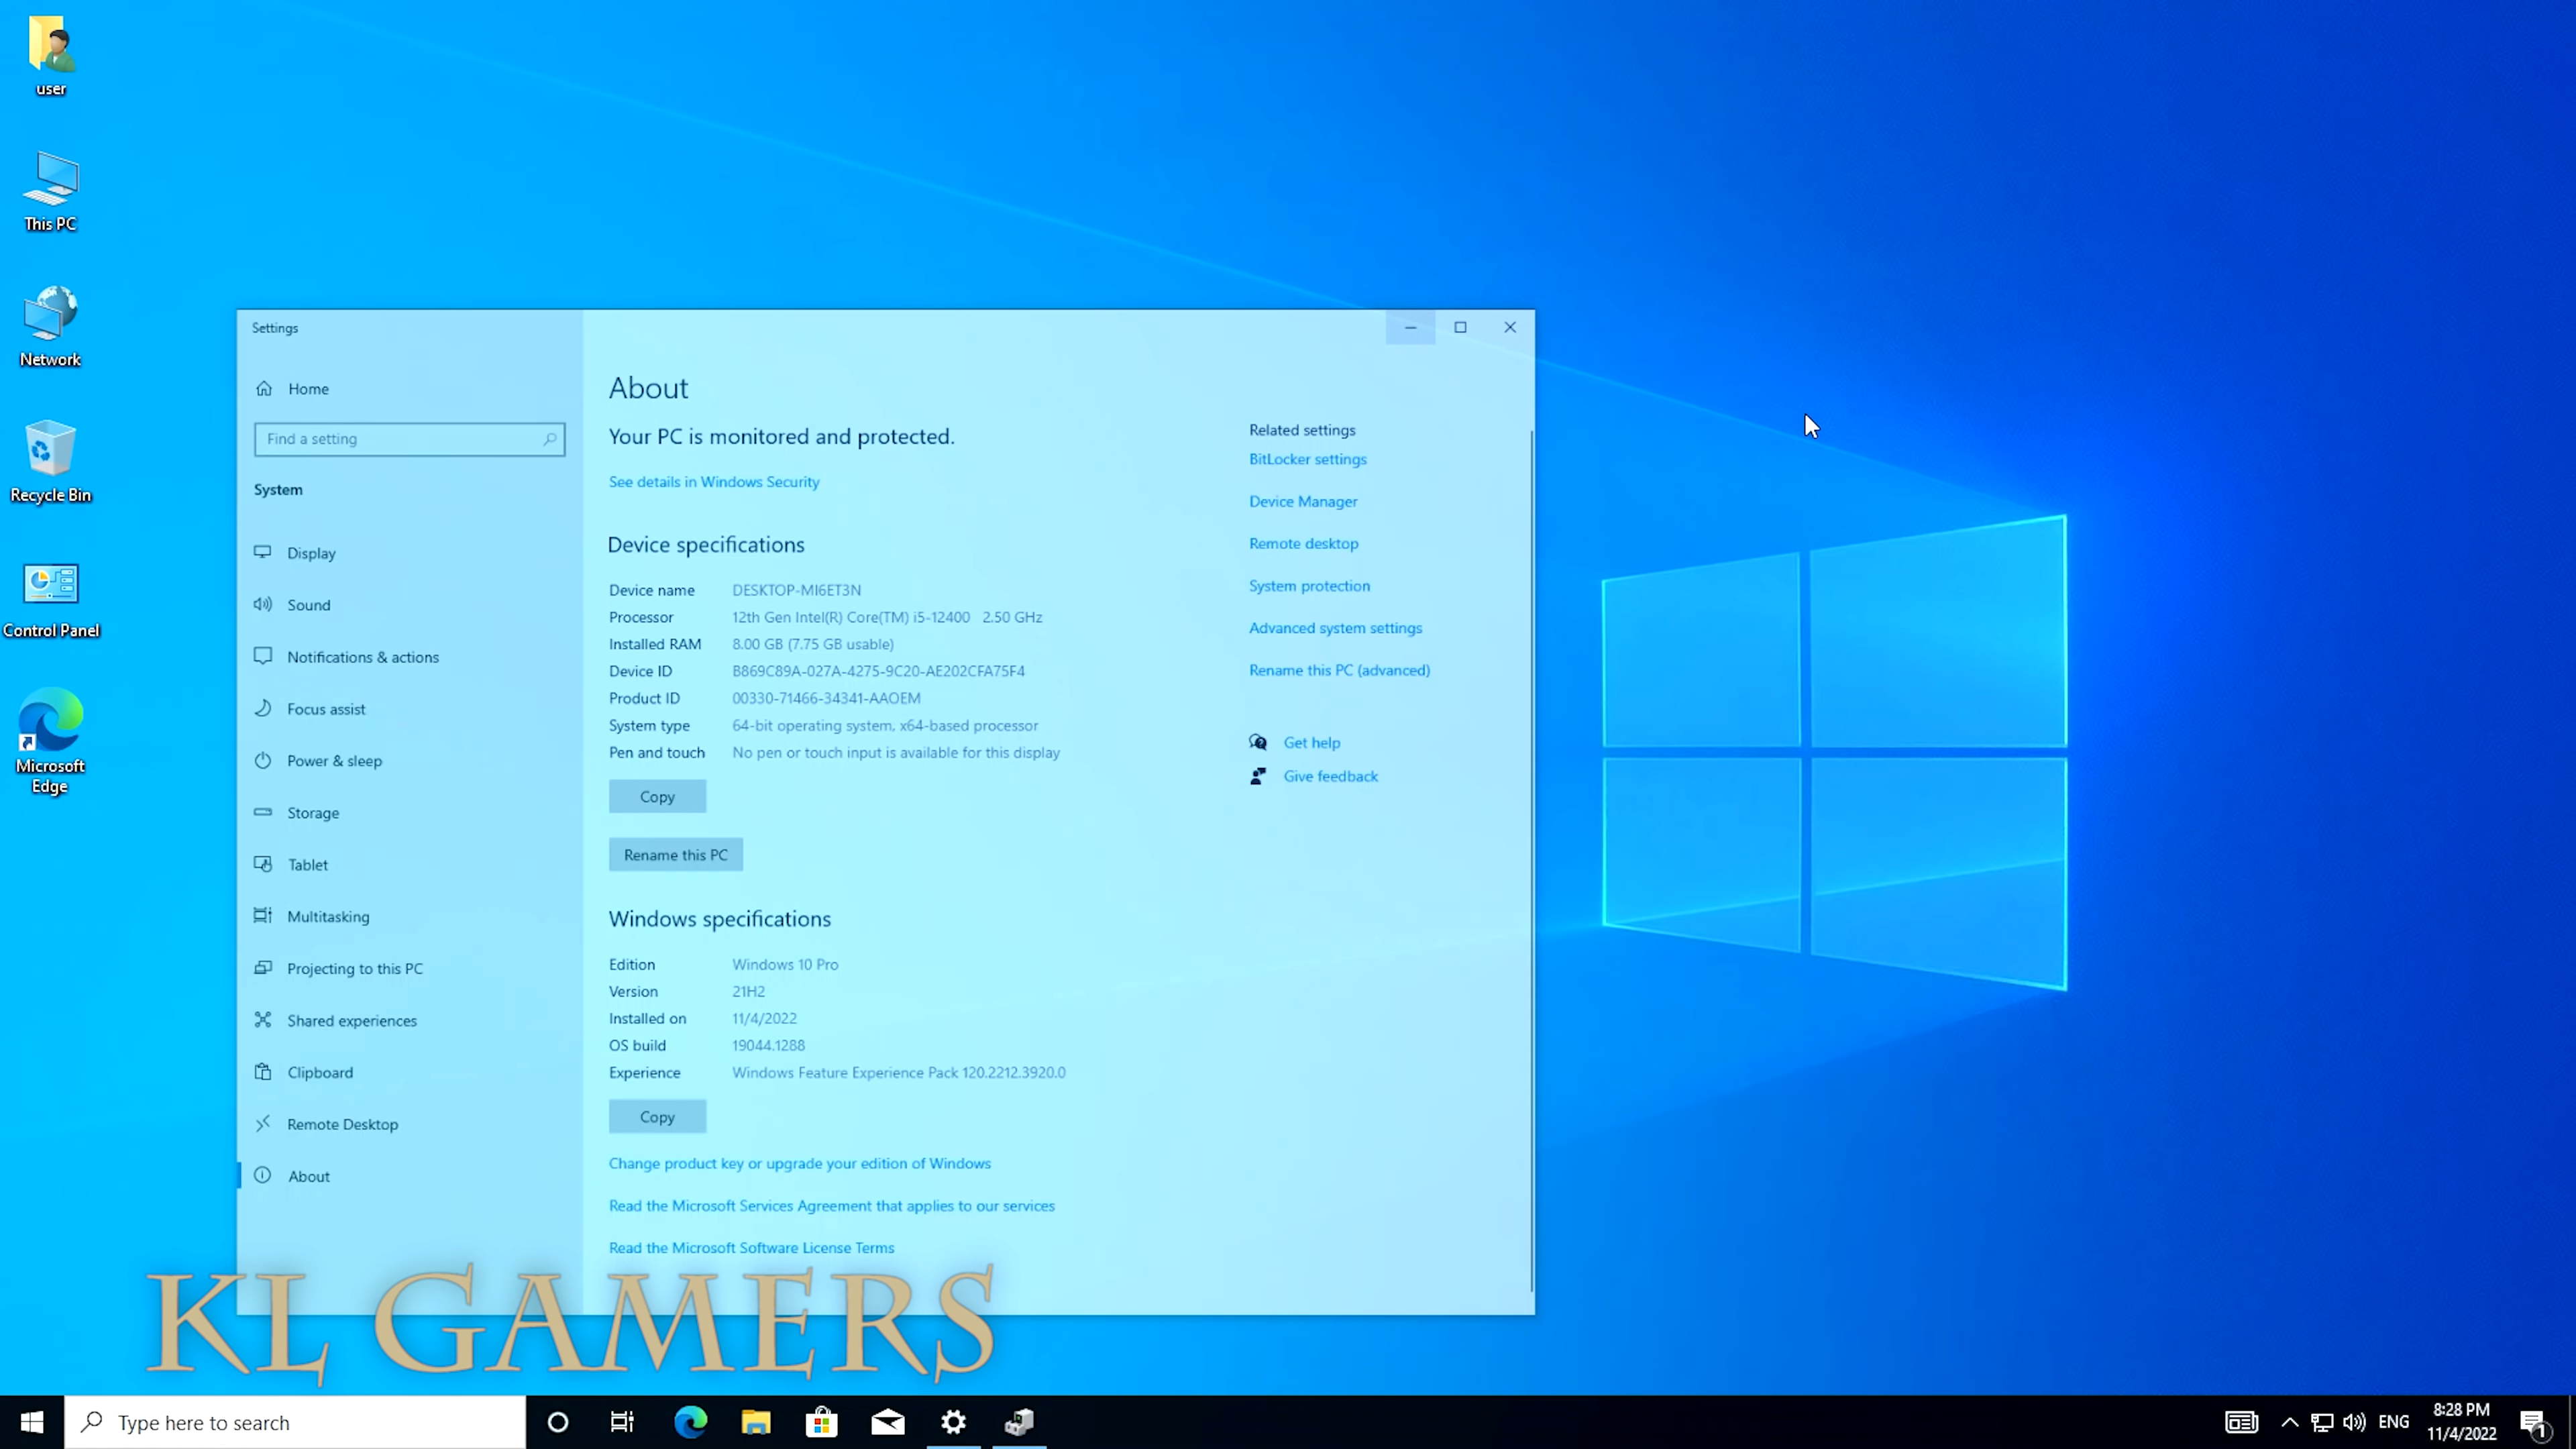 user
This PC
Network
Recycle Bin
Control Panel
Microsoft
Edge
Settings
Home
Find a setting
System
Display
Sound
Notifications & actions
Focus assist
Power & sleep
Storage
Tablet
Multitasking
Projecting to this PC
Shared experiences
Clipboard
Remote Desktop
About
About
Your PC is monitored and protected.
See details in Windows Security
Device specifications
Device name DESKTOP-MI6ET3N
Processor 12th Gen Intel(R) Core(TM) i5-12400 2.50 GHz
Installed RAM 8.00 GB (7.75 GB usable)
Device ID B869C89A-027A-4275-9C20-AE202CFA75F4
Product ID 00330-71466-34341-AAOEM
System type 64-bit operating system, x64-based processor
Pen and touch No pen or touch input is available for this display
Copy
Rename this PC
Windows specifications
Edition Windows 10 Pro
Version 21H2
Installed on 11/4/2022
OS build 19044.1288
Experience Windows Feature Experience Pack 120.2212.3920.0
Copy
Change product key or upgrade your edition of Windows
Read the Microsoft Services Agreement that applies to our services
Read the Microsoft Software License Terms
Related settings
BitLocker settings
Device Manager
Remote desktop
System protection
Advanced system settings
Rename this PC (advanced)
Get help
Give feedback
KL GAMERS
Type here to search
ENG
8:28 PM
11/4/2022
1